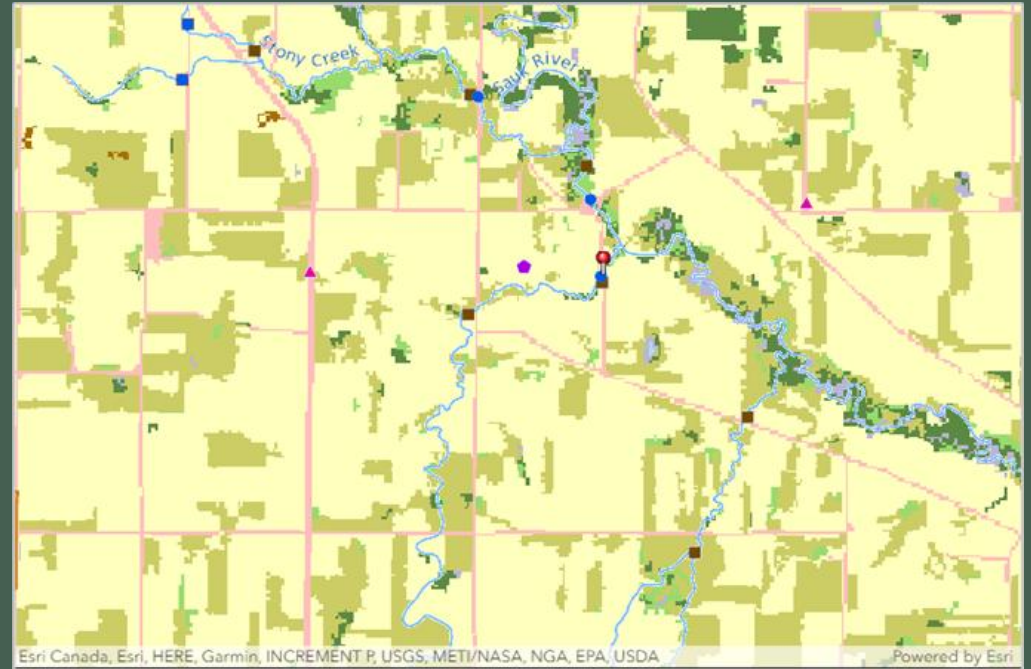 Stony Creek
Sauk River
Esri Canada, Esri, HERE, Garmin, INCREMENT P, USGS, METI/NASA, NGA, EPA, USDA
Powered by Esri